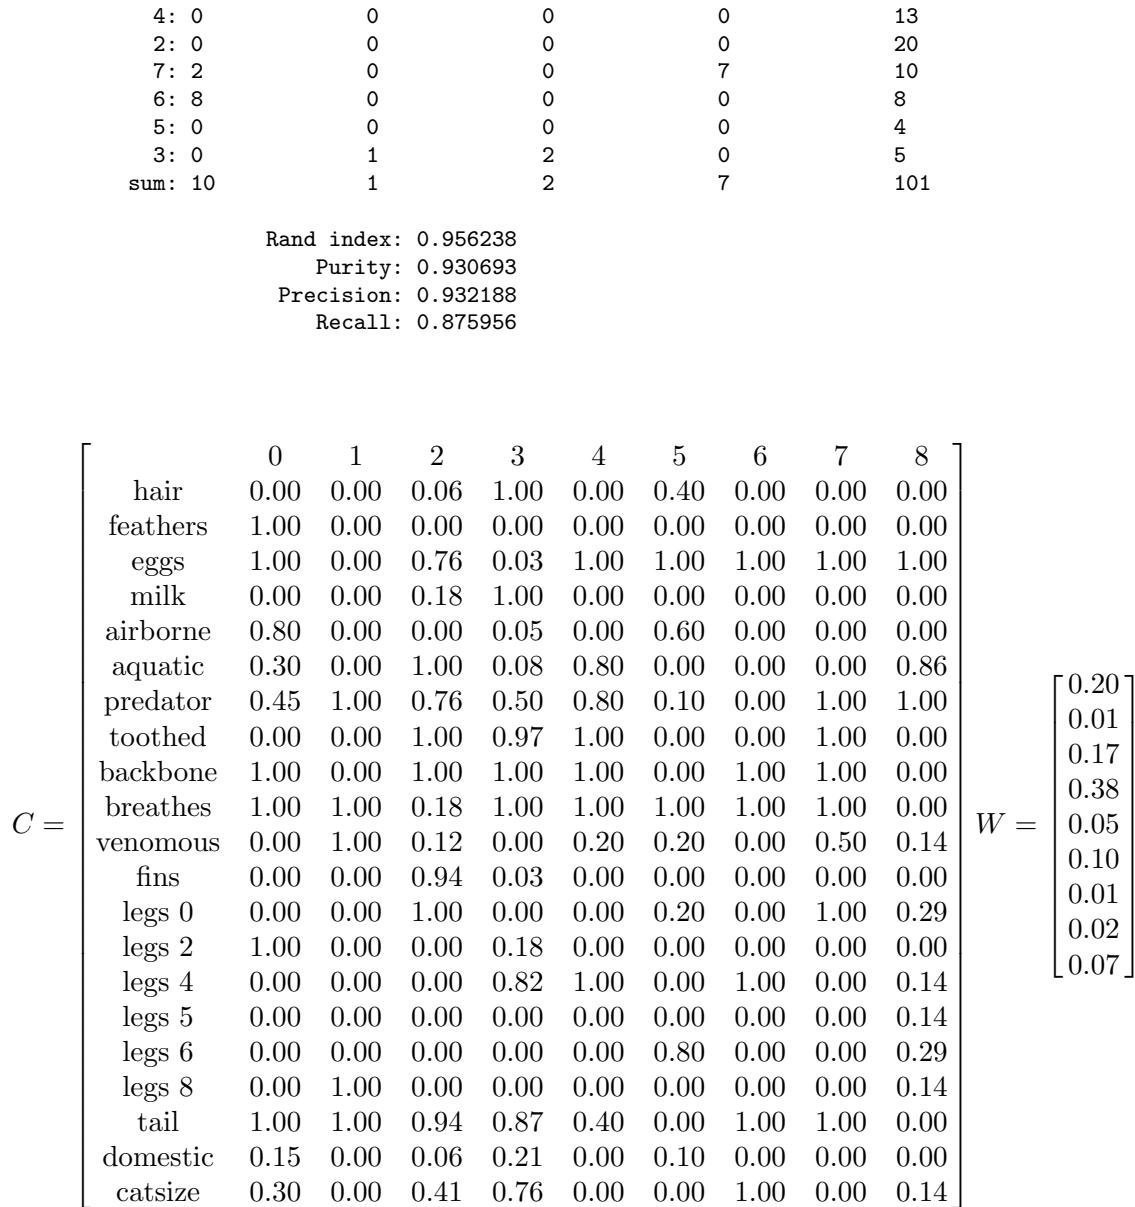 4: 0 0 0 0 13
2: 0 0 0 0 20
7: 2 0 0 7 10
6: 8 0 0 0 8
5: 0 0 0 0 4
3: 0 1 2 0 5
sum: 10 1 2 7 101
Rand index: 0.956238
Purity: 0.930693
Precision: 0.932188
Recall: 0.875956
0 1 2 3 4 5 6 7 8
hair 0.00 0.00 0.06 1.00 0.00 0.40 0.00 0.00 0.00
feathers 1.00 0.00 0.00 0.00 0.00 0.00 0.00 0.00 0.00
eggs 1.00 0.00 0.76 0.03 1.00 1.00 1.00 1.00 1.00
milk 0.00 0.00 0.18 1.00 0.00 0.00 0.00 0.00 0.00
airborne 0.80 0.00 0.00 0.05 0.00 0.60 0.00 0.00 0.00
aquatic 0.30 0.00 1.00 0.08 0.80 0.00 0.00 0.00 0.86
predator 0.45 1.00 0.76 0.50 0.80 0.10 0.00 1.00 1.00
toothed 0.00 0.00 1.00 0.97 1.00 0.00 0.00 1.00 0.00
backbone 1.00 0.00 1.00 1.00 1.00 0.00 1.00 1.00 0.00
breathes 1.00 1.00 0.18 1.00 1.00 1.00 1.00 1.00 0.00
C =
venomous 0.00 1.00 0.12 0.00 0.20 0.20 0.00 0.50 0.14
fins 0.00 0.00 0.94 0.03 0.00 0.00 0.00 0.00 0.00
legs 0 0.00 0.00 1.00 0.00 0.00 0.20 0.00 1.00 0.29
legs 2 1.00 0.00 0.00 0.18 0.00 0.00 0.00 0.00 0.00
legs 4 0.00 0.00 0.00 0.82 1.00 0.00 1.00 0.00 0.14
legs 5 0.00 0.00 0.00 0.00 0.00 0.00 0.00 0.00 0.14
legs 6 0.00 0.00 0.00 0.00 0.00 0.80 0.00 0.00 0.29
legs 8 0.00 1.00 0.00 0.00 0.00 0.00 0.00 0.00 0.14
tail 1.00 1.00 0.94 0.87 0.40 0.00 1.00 1.00 0.00
domestic 0.15 0.00 0.06 0.21 0.00 0.10 0.00 0.00 0.00
catsize 0.30 0.00 0.41 0.76 0.00 0.00 1.00 0.00 0.14
W =
0.20
0.01
0.17
0.38
0.05
0.10
0.01
0.02
0.07